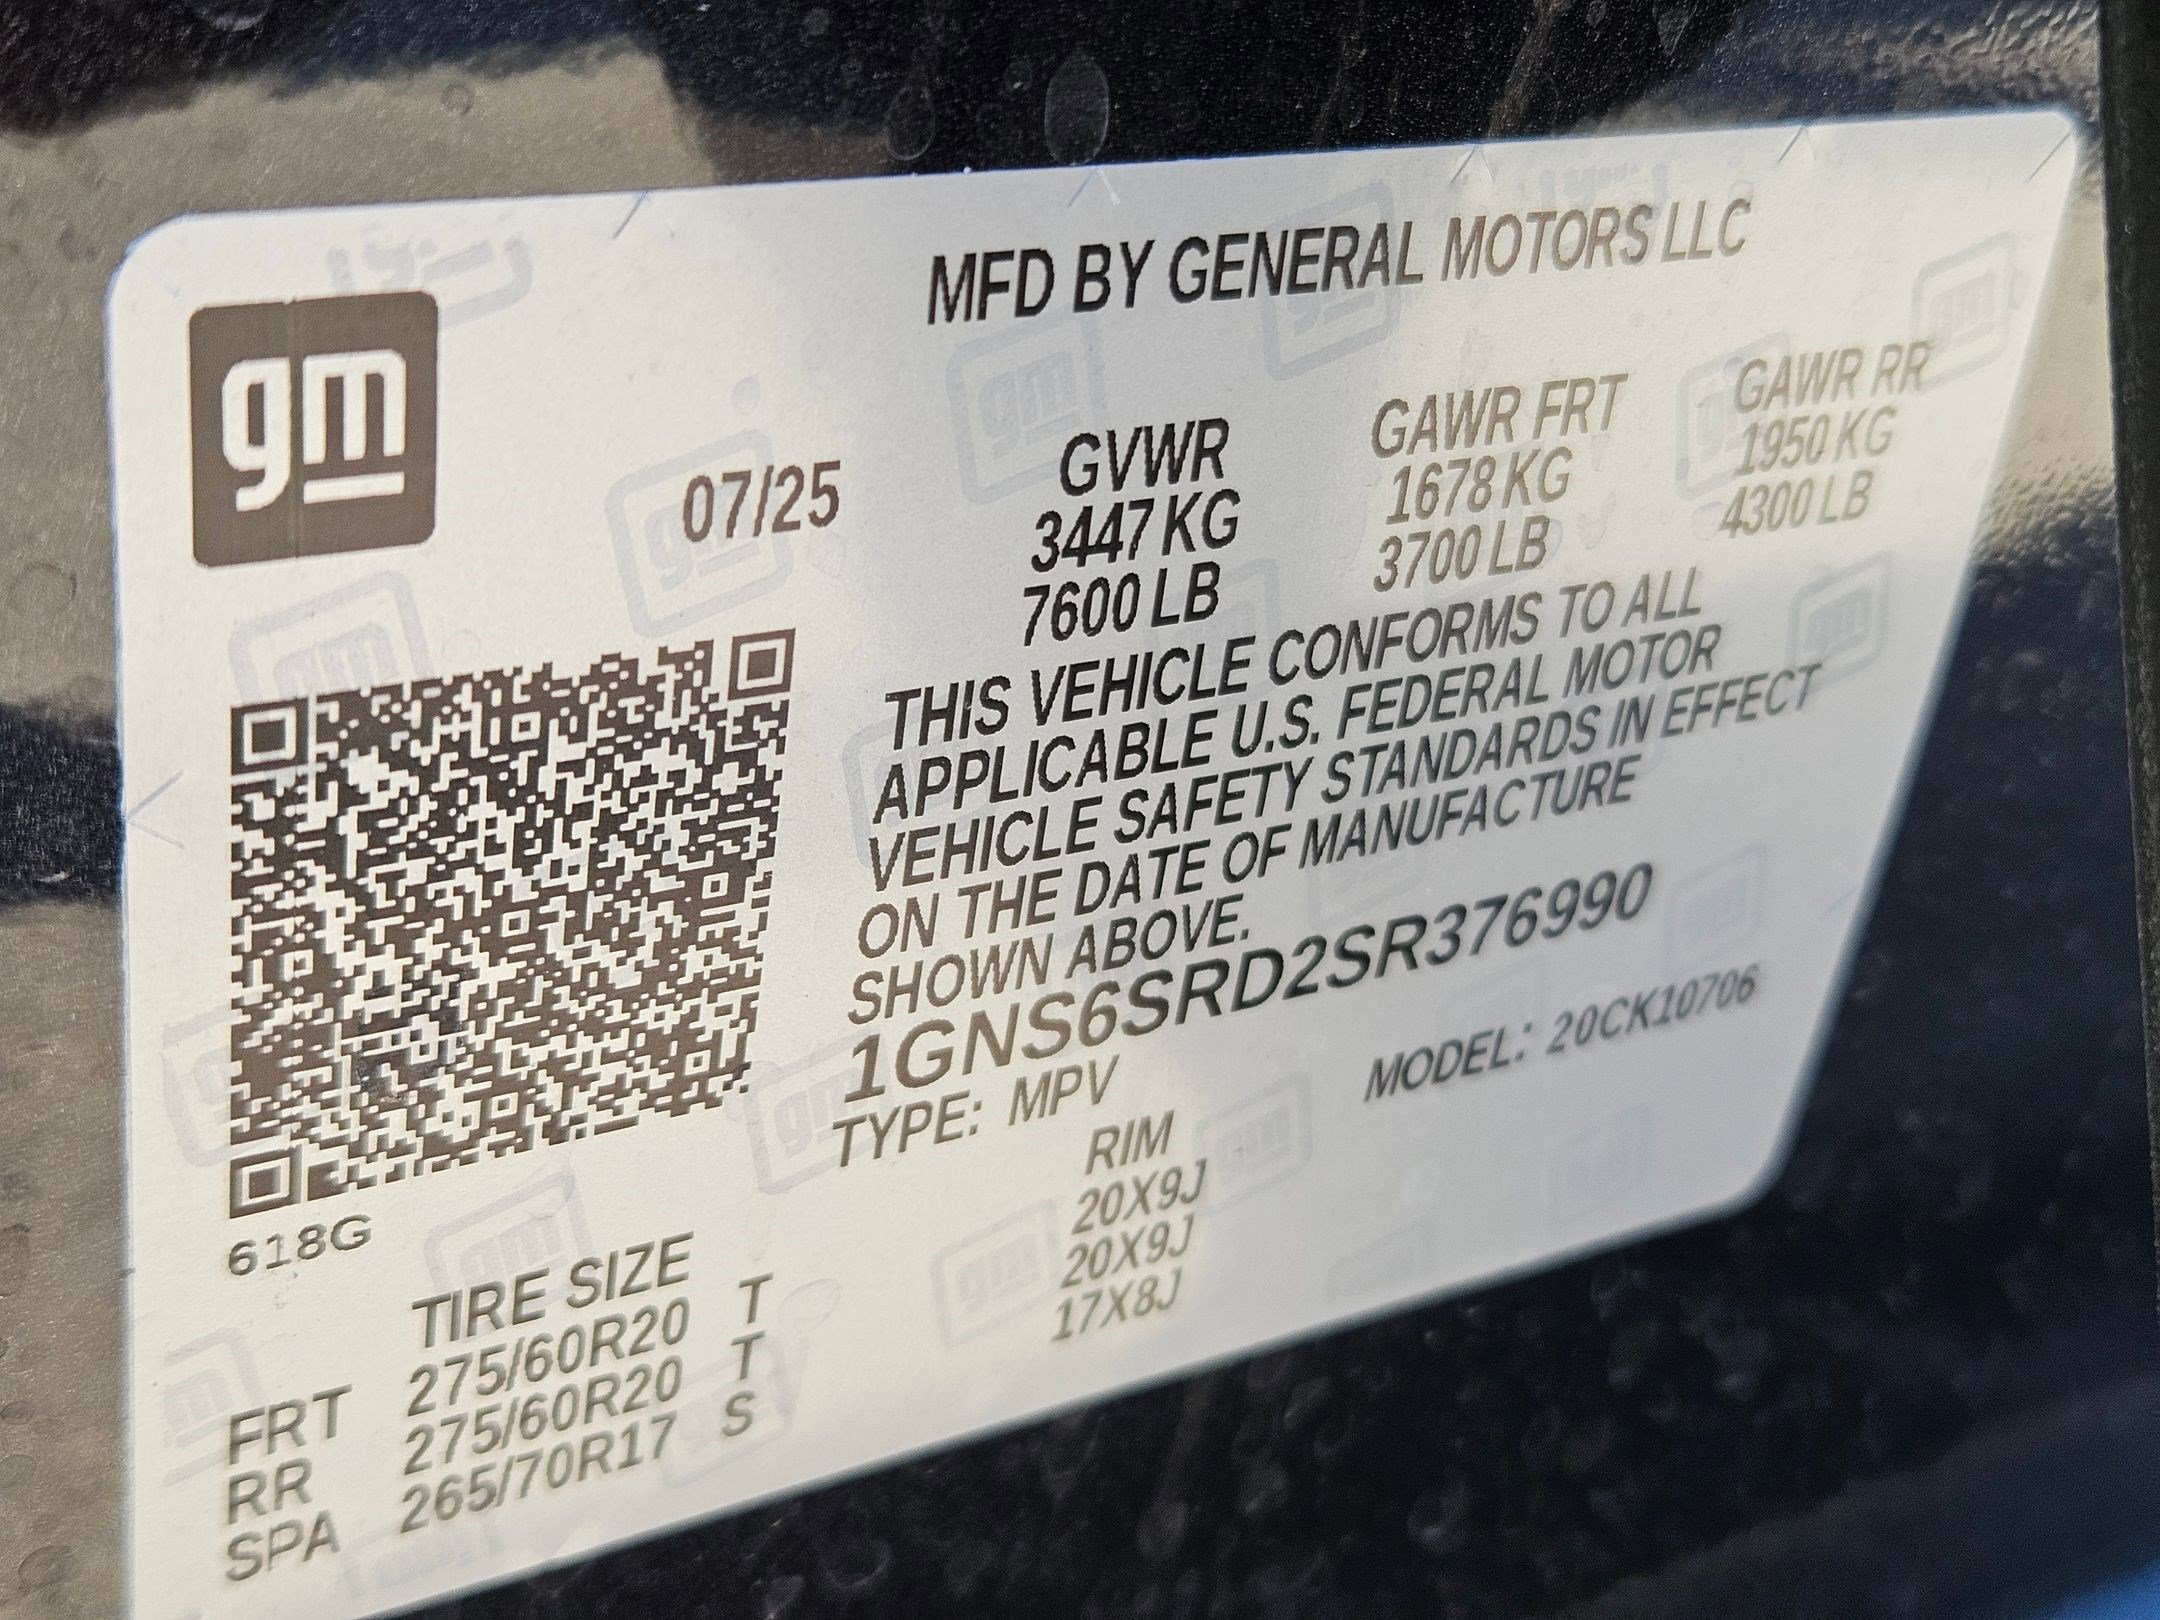 gm
MFD BY GENERAL MOTORS LLC
07/25
GVWR GAWR FRT GAWR RR
3447 KG 1678 KG 1950 KG
7600 LB 3700 LB 4300 LB
THIS VEHICLE CONFORMS TO ALL
APPLICABLE U.S. FEDERAL MOTOR
VEHICLE SAFETY STANDARDS IN EFFECT
ON THE DATE OF MANUFACTURE
SHOWN ABOVE.
1GNS6SRD2SR376990
TYPE: MPV MODEL: 20CK10706
618G
TIRE SIZE RIM
FRT 275/60R20 T 20X9J
RR 275/60R20 T 20X9J
SPA 265/70R17 S 17X8J